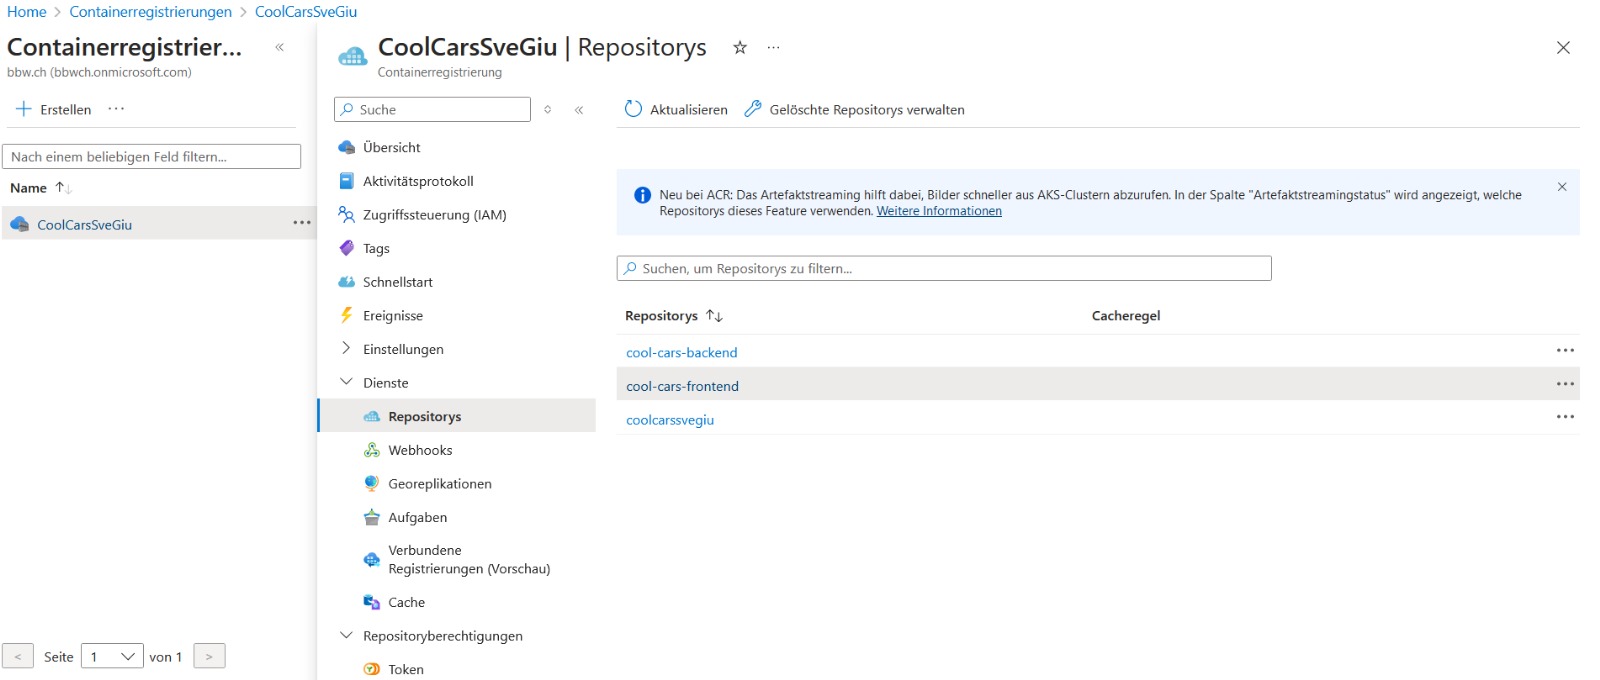 Home > Containerregistrierungen > CoolCarsSveGiu
Containerregistrier...
bbw.ch (bbwch.onmicrosoft.com)
Erstellen
Nach einem beliebigen Feld filtern...
Name
CoolCarsSveGiu
< Seite 1 von 1 >
CoolCarsSveGiu | Repositorys
Containerregistrierung
Suche
Übersicht
Aktivitätsprotokoll
Zugriffssteuerung (IAM)
Tags
Schnellstart
Ereignisse
Einstellungen
Dienste
Repositorys
Webhooks
Georeplikationen
Aufgaben
Verbundene
Registrierungen (Vorschau)
Cache
Repositoryberechtigungen
Token
Aktualisieren Gelöschte Repositorys verwalten
Neu bei ACR: Das Artefaktstreaming hilft dabei, Bilder schneller aus AKS-Clustern abzurufen. In der Spalte "Artefaktstreamingstatus" wird angezeigt, welche
Repositorys dieses Feature verwenden. Weitere Informationen
Suchen, um Repositorys zu filtern...
Repositorys Cacheregel
cool-cars-backend
cool-cars-frontend
coolcarssvegiu